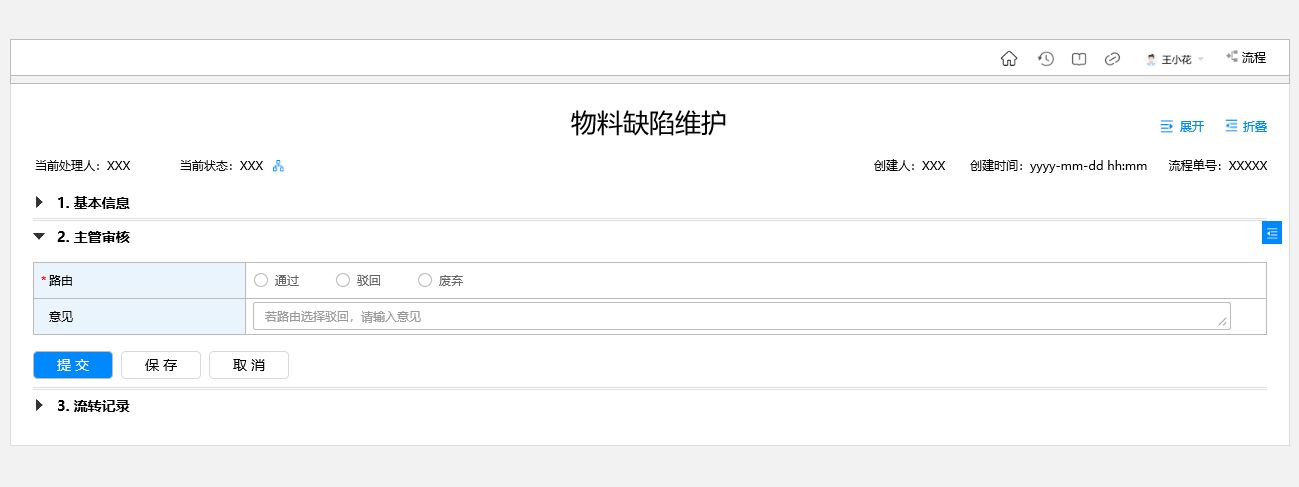 王小花 流程
物料缺陷维护
展开 折叠
当前处理人：XXX 当前状态：XXX 创建人：XXX 创建时间：yyyy-mm-dd hh:mm 流程单号：XXXXX
1. 基本信息
2. 主管审核
*路由 通过 驳回 废弃
意见 若路由选择驳回，请输入意见
提 交 保 存 取 消
3. 流转记录